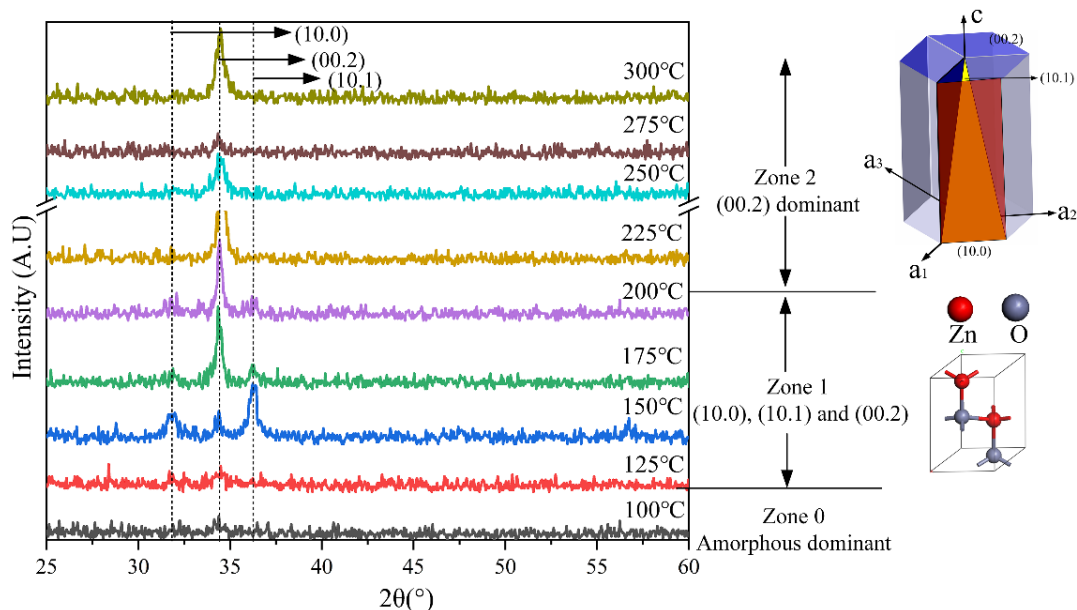 (10.0)
(00.2)
(10.1)
300℃
275℃
250℃
225℃
200℃
175℃
150℃
125℃
100℃
Intensity (A.U)
25
30
35
40
45
50
55
60
2θ(°)
Zone 2
(00.2) dominant
Zone 1
(10.0), (10.1) and (00.2)
Zone 0
Amorphous dominant
c
(00.2)
(10.1)
a3
a2
(10.0)
a1
Zn
O